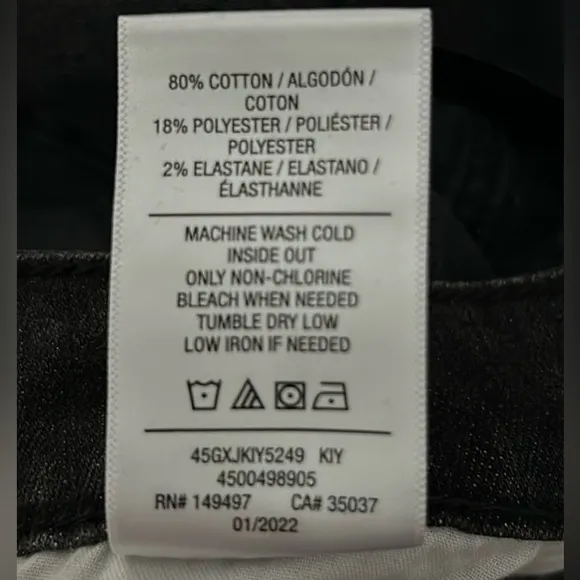 80% COTTON / ALGODÓN /
COTON
18% POLYESTER / POLIÉSTER /
POLYESTER
2% ELASTANE / ELASTANO /
ÉLASTHANNE
MACHINE WASH COLD
INSIDE OUT
ONLY NON-CHLORINE
BLEACH WHEN NEEDED
TUMBLE DRY LOW
LOW IRON IF NEEDED
45GXJKIY5249 KIY
4500498905
RN# 149497 CA# 35037
01/2022